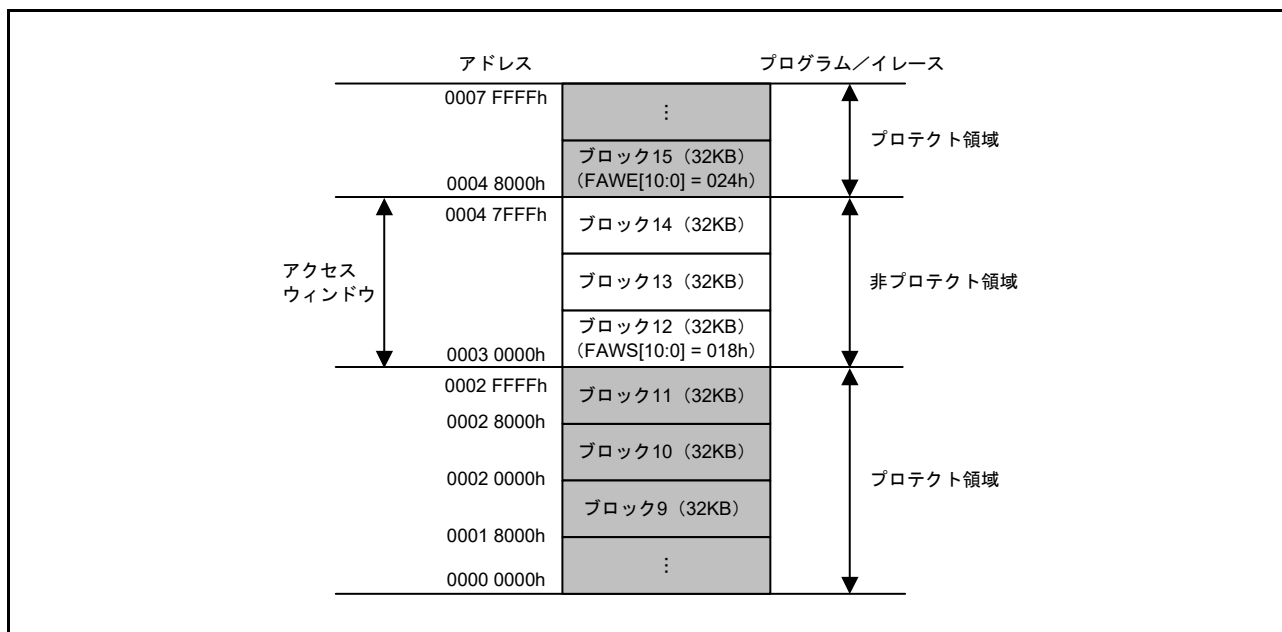 アドレス
プログラム／イレース
0007 FFFFh
⋮
プロテクト領域
ブロック15（32KB）
（FAWE[10:0] = 024h）
0004 8000h
0004 7FFFh
ブロック14（32KB）
アクセス
ウィンドウ
ブロック13（32KB）
非プロテクト領域
ブロック12（32KB）
（FAWS[10:0] = 018h）
0003 0000h
0002 FFFFh
ブロック11（32KB）
0002 8000h
ブロック10（32KB）
0002 0000h
プロテクト領域
ブロック9（32KB）
0001 8000h
⋮
0000 0000h